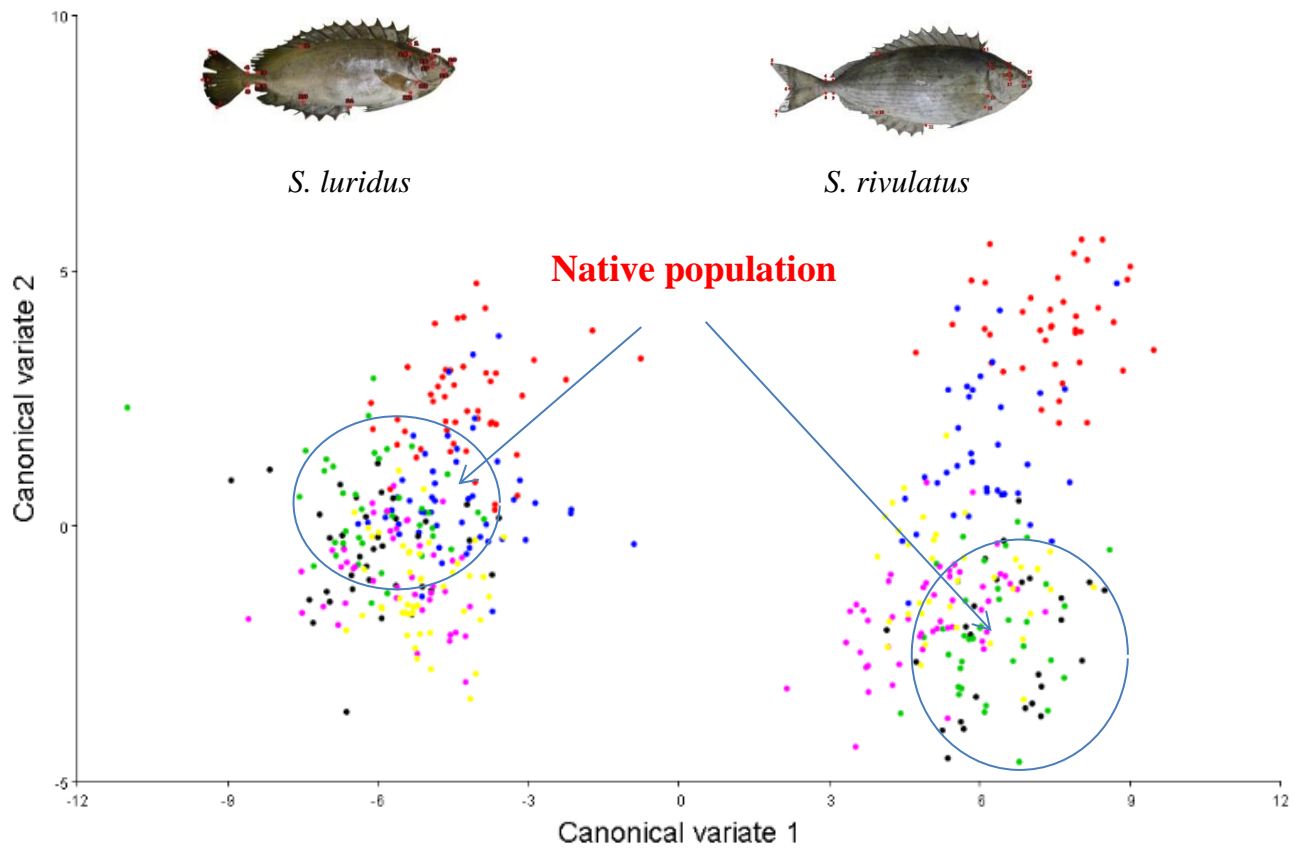 10
S. luridus
S. rivulatus
Native population
5
Canonical variate 2
0
-5
-12
-9
-6
-3
0
3
6
9
12
Canonical variate 1